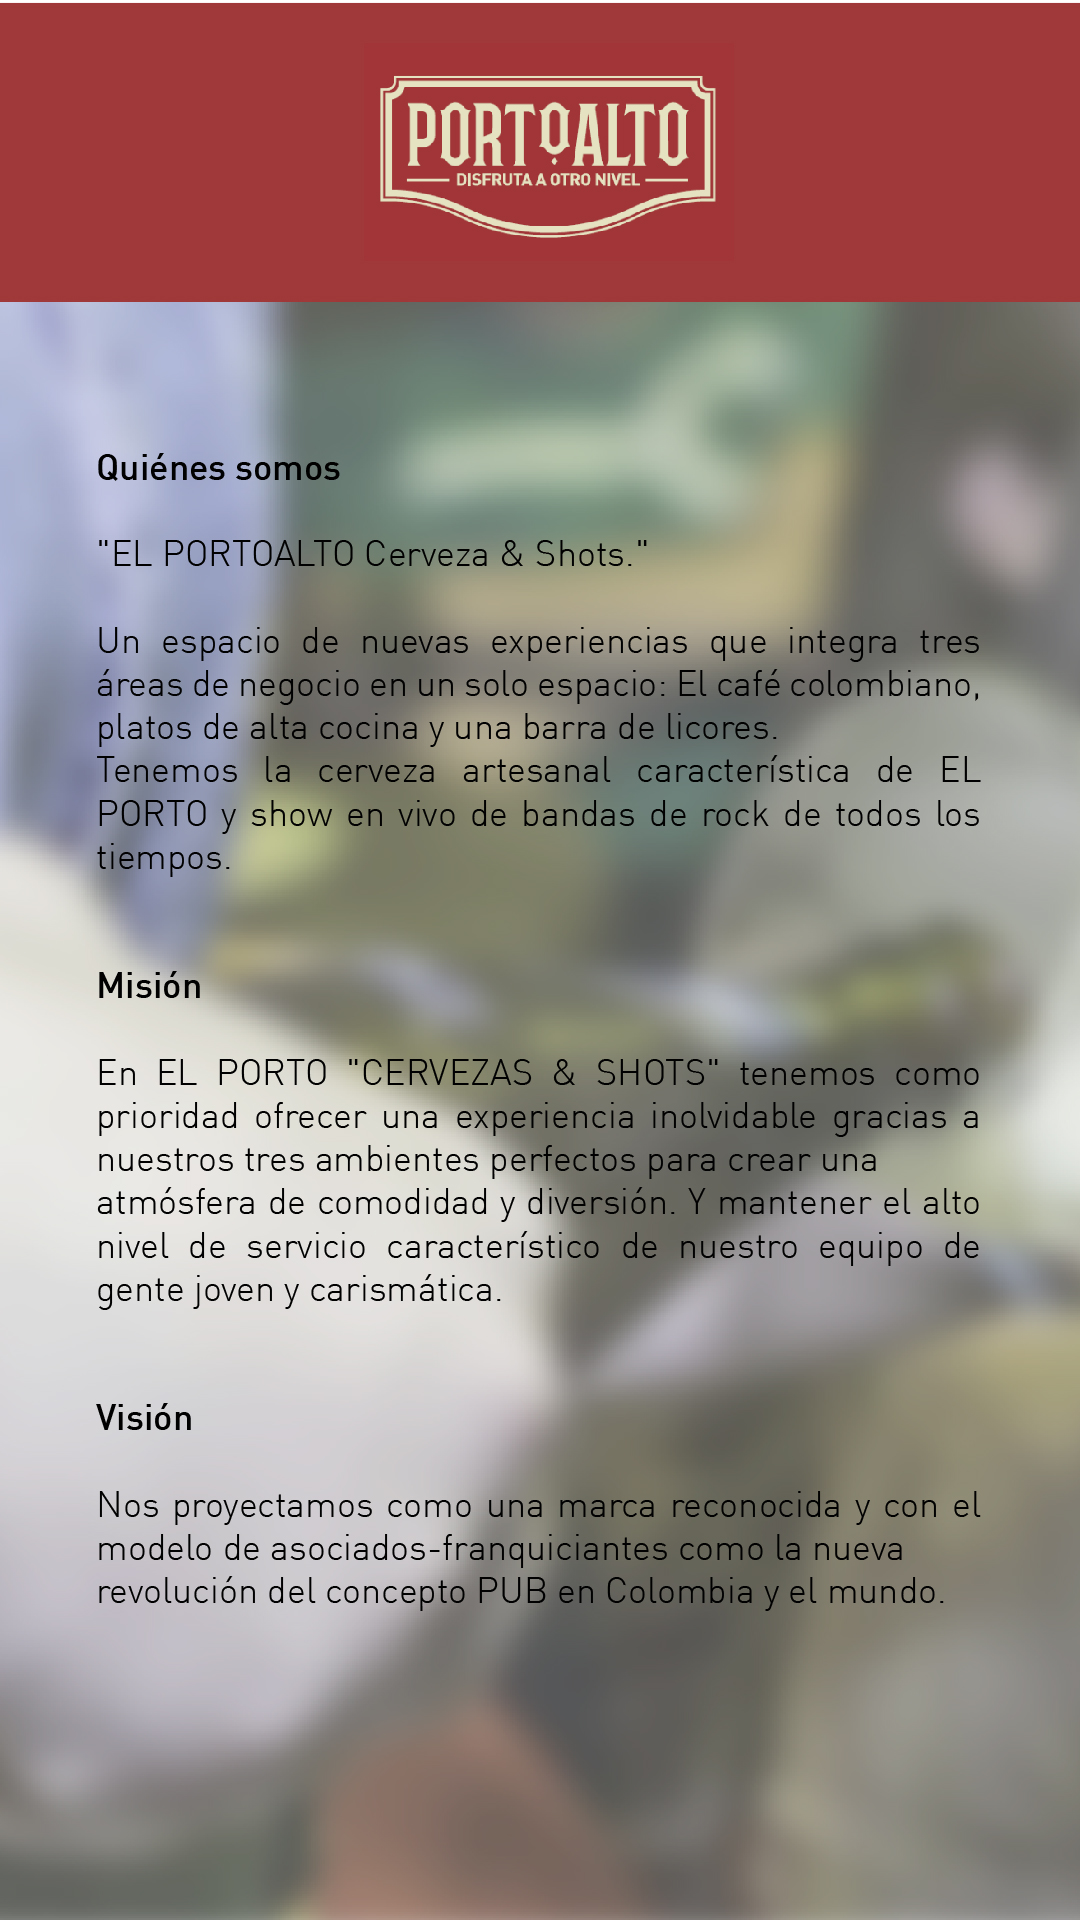 PORTOALTO
DISFRUTA A OTRO NIVEL
Quiénes somos
"EL PORTOALTO Cerveza & Shots."
Un espacio de nuevas experiencias que integra tres
áreas de negocio en un solo espacio: El café colombiano,
platos de alta cocina y una barra de licores.
Tenemos la cerveza artesanal característica de EL
PORTO y show en vivo de bandas de rock de todos los
tiempos.
Misión
En EL PORTO "CERVEZAS & SHOTS" tenemos como
prioridad ofrecer una experiencia inolvidable gracias a
nuestros tres ambientes perfectos para crear una
atmósfera de comodidad y diversión. Y mantener el alto
nivel de servicio característico de nuestro equipo de
gente joven y carismática.
Visión
Nos proyectamos como una marca reconocida y con el
modelo de asociados-franquiciantes como la nueva
revolución del concepto PUB en Colombia y el mundo.